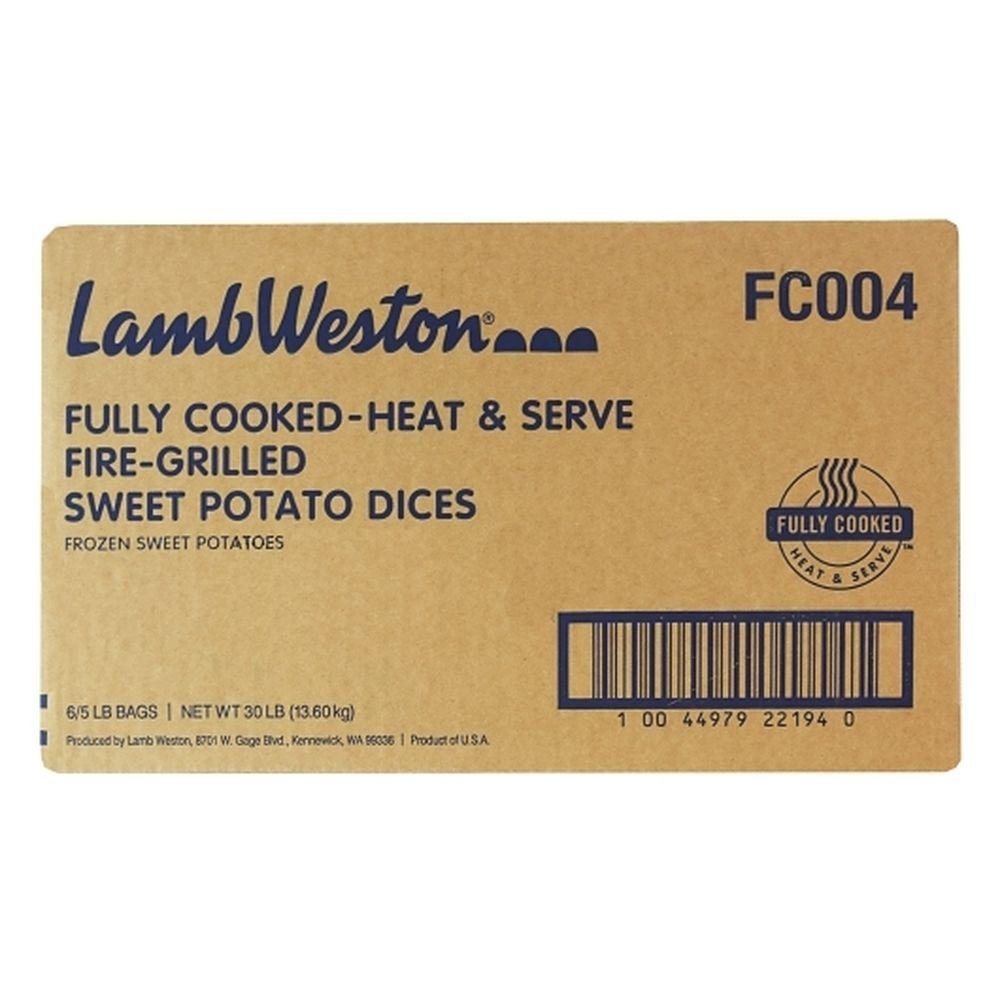 LambWeston®
FC004
FULLY COOKED-HEAT & SERVE
FIRE-GRILLED
SWEET POTATO DICES
FROZEN SWEET POTATOES
FULLY COOKED
HEAT & SERVE™
6/5 LB BAGS | NET WT 30 LB (13.60 kg)
Produced by Lamb Weston, 8701 W. Gage Blvd., Kennewick, WA 99336 | Product of U.S.A.
1 00 44979 22194 0